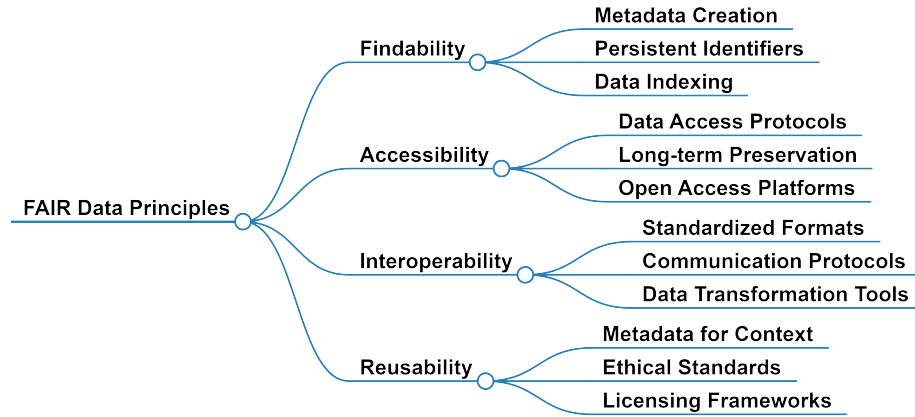 FAIR Data Principles
Findability
Metadata Creation
Persistent Identifiers
Data Indexing
Accessibility
Data Access Protocols
Long-term Preservation
Open Access Platforms
Interoperability
Standardized Formats
Communication Protocols
Data Transformation Tools
Reusability
Metadata for Context
Ethical Standards
Licensing Frameworks